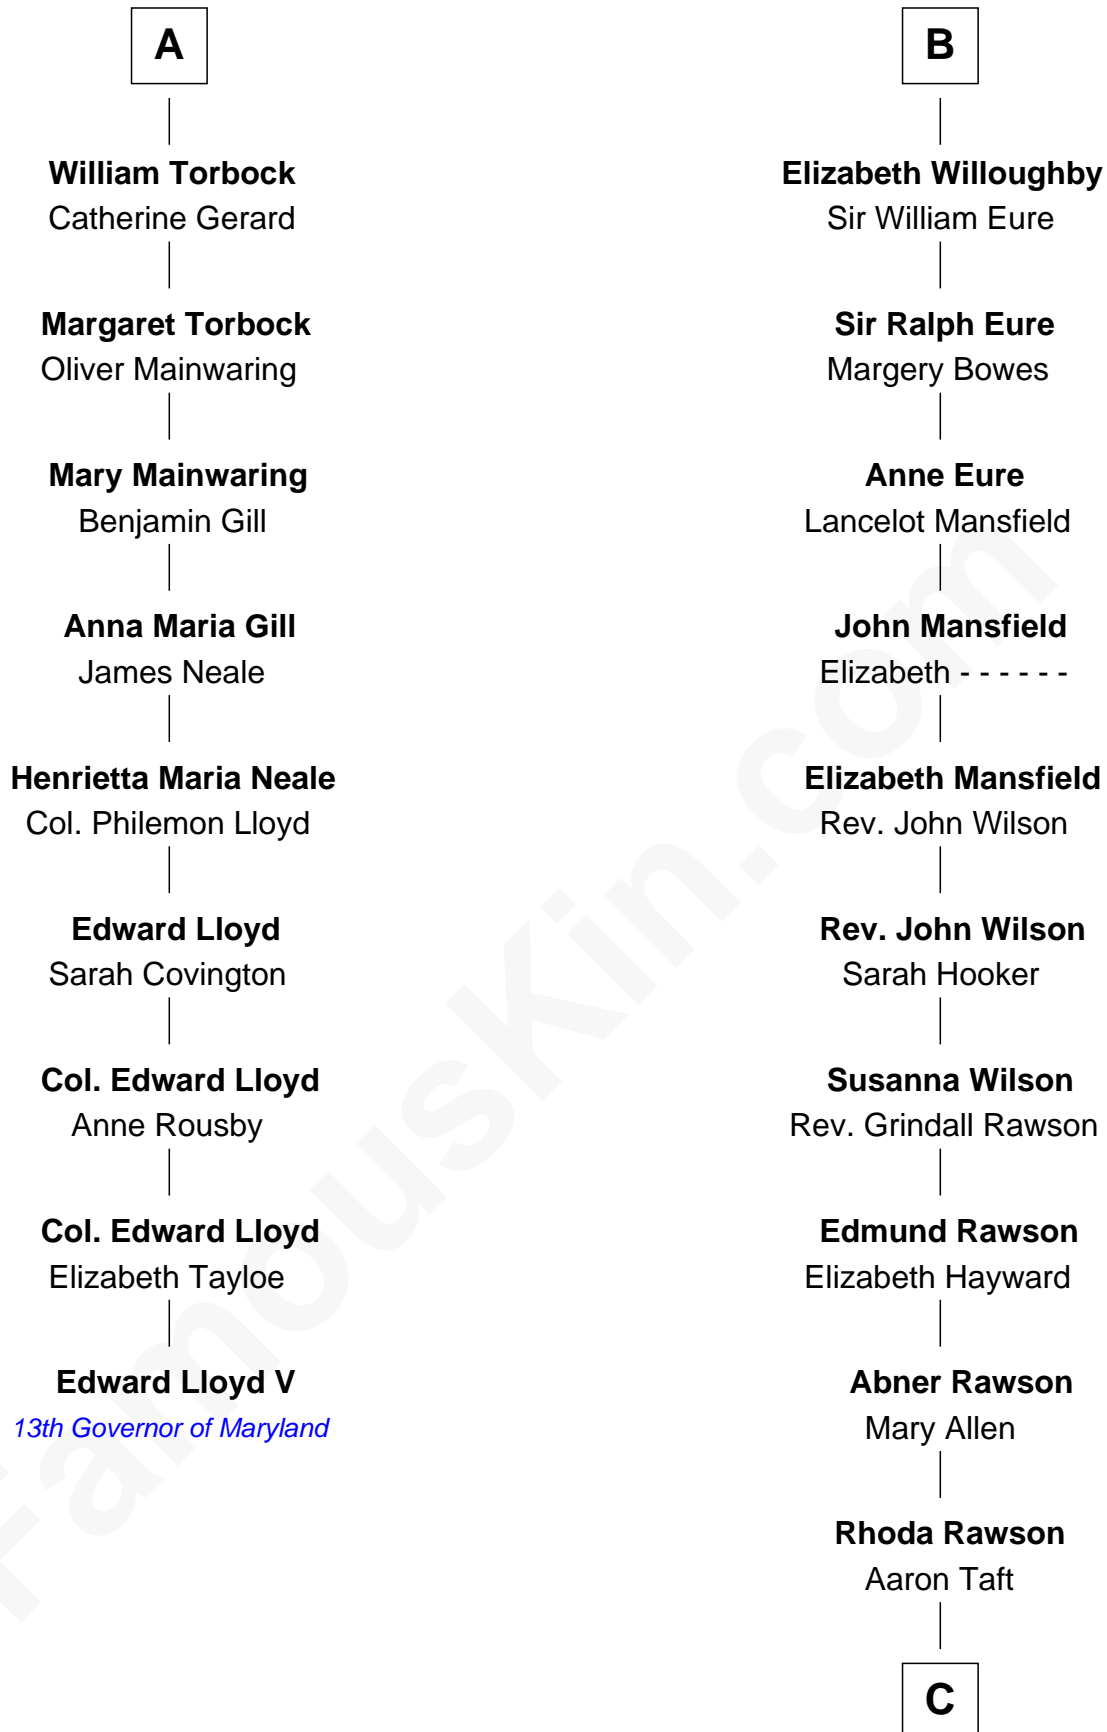 A
William Torbock
Catherine Gerard
Margaret Torbock
Oliver Mainwaring
Mary Mainwaring
Benjamin Gill
Anna Maria Gill
James Neale
Henrietta Maria Neale
Col. Philemon Lloyd
Edward Lloyd
Sarah Covington
Col. Edward Lloyd
Anne Rousby
Col. Edward Lloyd
Elizabeth Tayloe
Edward Lloyd V
13th Governor of Maryland
B
Elizabeth Willoughby
Sir William Eure
Sir Ralph Eure
Margery Bowes
Anne Eure
Lancelot Mansfield
John Mansfield
Elizabeth - - - - - -
Elizabeth Mansfield
Rev. John Wilson
Rev. John Wilson
Sarah Hooker
Susanna Wilson
Rev. Grindall Rawson
Edmund Rawson
Elizabeth Hayward
Abner Rawson
Mary Allen
Rhoda Rawson
Aaron Taft
C
FamousKin.com